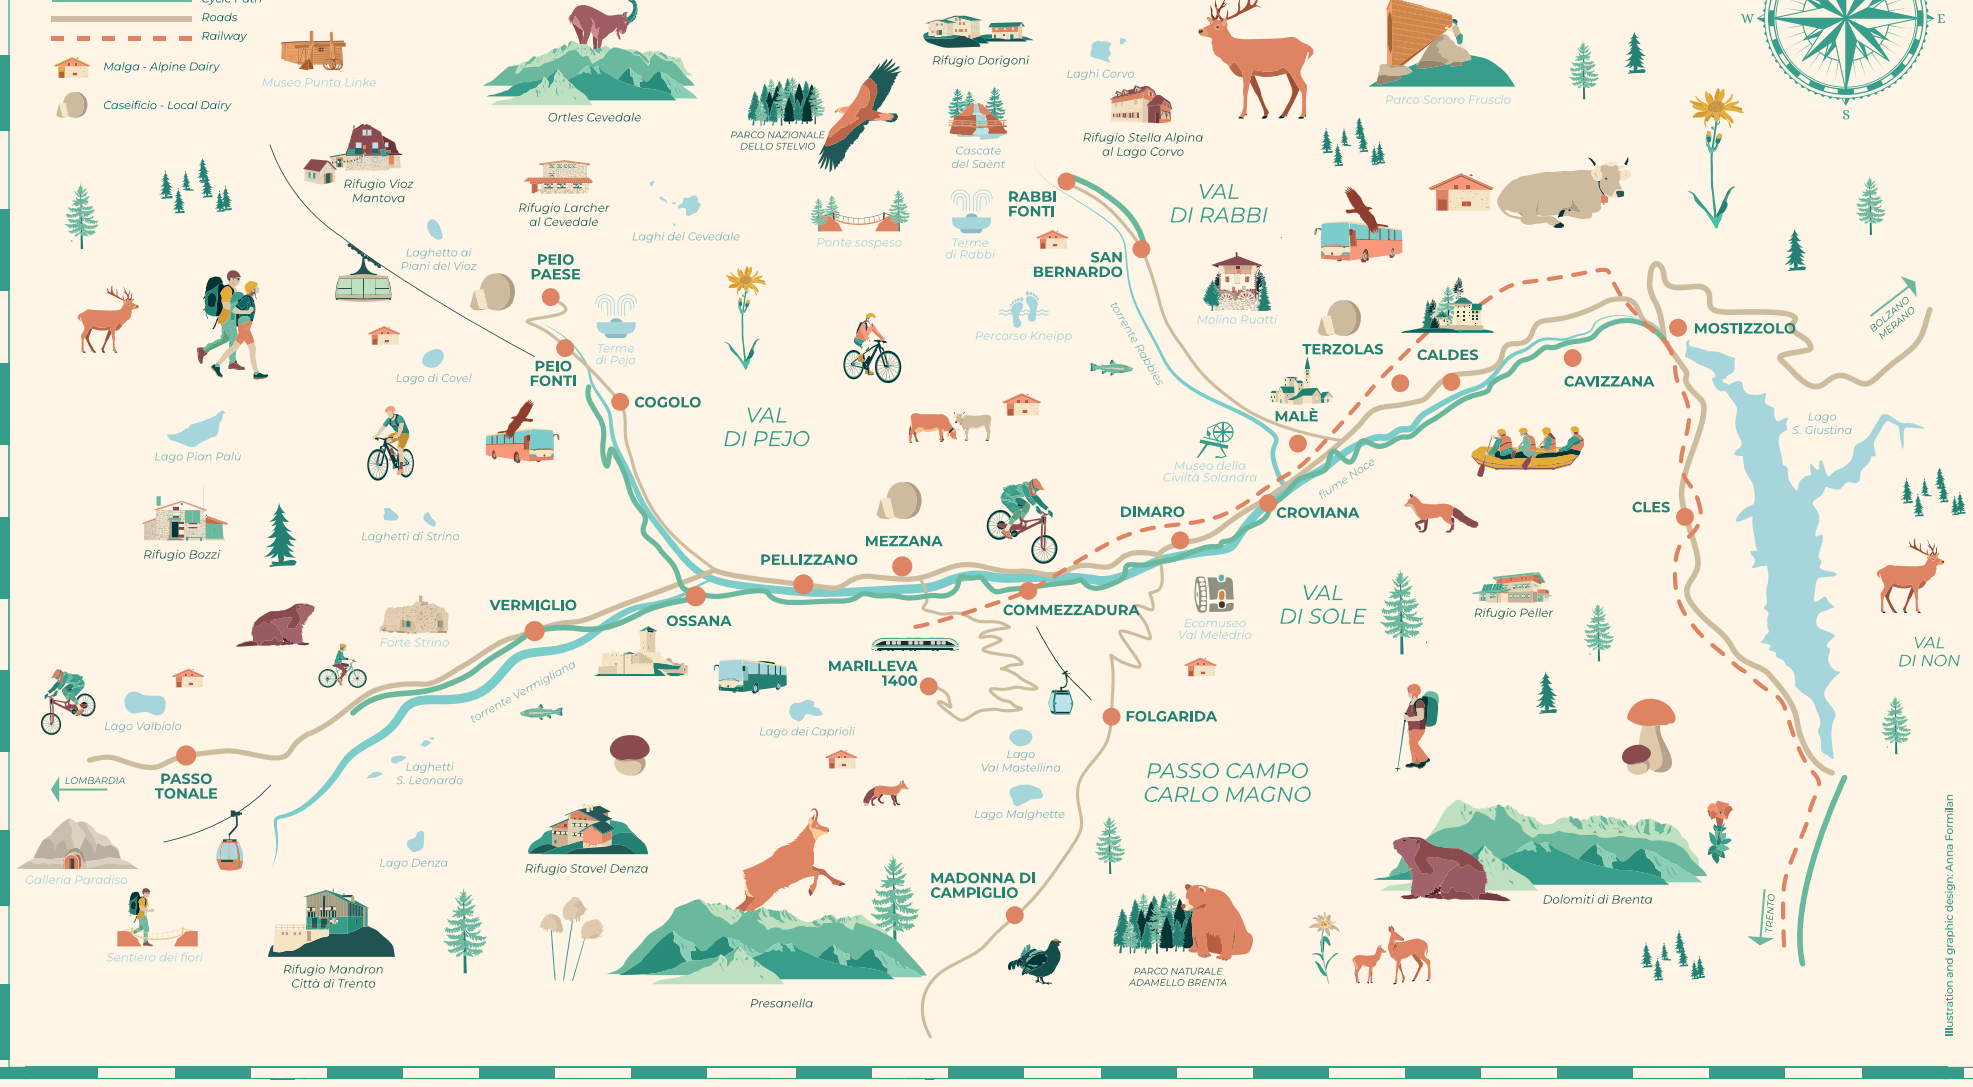 Cycle Path
Roads
Railway
Malga - Alpine Dairy
Caseificio - Local Dairy
Museo Punta Linke
Ortles Cevedale
PARCO NAZIONALE
DELLO STELVIO
Rifugio Dorigoni
Laghi Corvo
Rifugio Stella Alpina
al Lago Corvo
Parco Sonoro Fruscio
W
E
S
Rifugio Vioz
Mantova
Rifugio Larcher
al Cevedale
Laghi del Cevedale
Cascate
del Saènt
Ponte sospeso
Terme
di Rabbi
RABBI
FONTI
VAL
DI RABBI
SAN
BERNARDO
Laghetto ai
Piani del Vioz
PEIO
PAESE
Terme
di Pejo
PEIO
FONTI
Lago di Covel
COGOLO
VAL
DI PEJO
Percorso Kneipp
torrente Rabbies
Molino Ruatti
TERZOLAS
CALDES
MOSTIZZOLO
BOLZANO
MERANO
CAVIZZANA
MALÈ
Lago
S. Giustina
Lago Pian Palù
Museo della
Civiltà Solandra
fiume Noce
Rifugio Bozzi
Laghetti di Strino
MEZZANA
DIMARO
CROVIANA
CLES
PELLIZZANO
VERMIGLIO
OSSANA
COMMEZZADURA
VAL
DI SOLE
Rifugio Peller
Forte Strino
Ecomuseo
Val Meledrio
VAL
DI NON
MARILLEVA
1400
torrente Vermigliana
Lago Valbiolo
Lago dei Caprioli
FOLGARIDA
Lago
Val Mastellina
PASSO CAMPO
CARLO MAGNO
LOMBARDIA
PASSO
TONALE
Laghetti
S. Leonardo
Lago Malghette
Galleria Paradiso
Lago Denza
Rifugio Stavel Denza
MADONNA DI
CAMPIGLIO
Dolomiti di Brenta
TRENTO
Sentiero dei fiori
Rifugio Mandron
Città di Trento
Presanella
PARCO NATURALE
ADAMELLO BRENTA
Illustration and graphic design: Anna Formilan